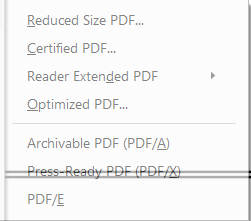 Reduced Size PDF...
Certified PDF...
Reader Extended PDF
Optimized PDF...
Archivable PDF (PDF/A)
Press-Ready PDF (PDF/X)
PDF/E